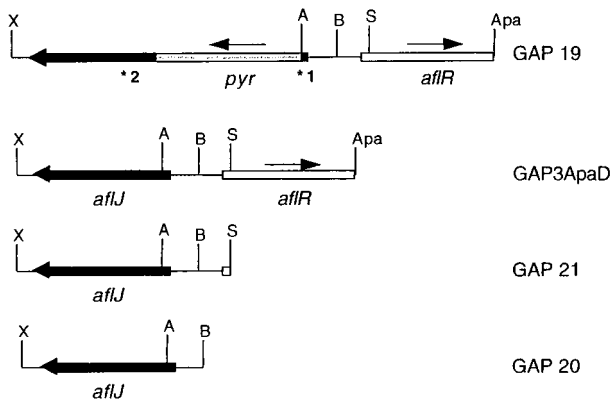 X A B S Apa
GAP 19
*2 pyr *1 aflR
X A B S Apa
GAP3ApaD
aflJ aflR
X A B S
GAP 21
aflJ
X A B
GAP 20
aflJ